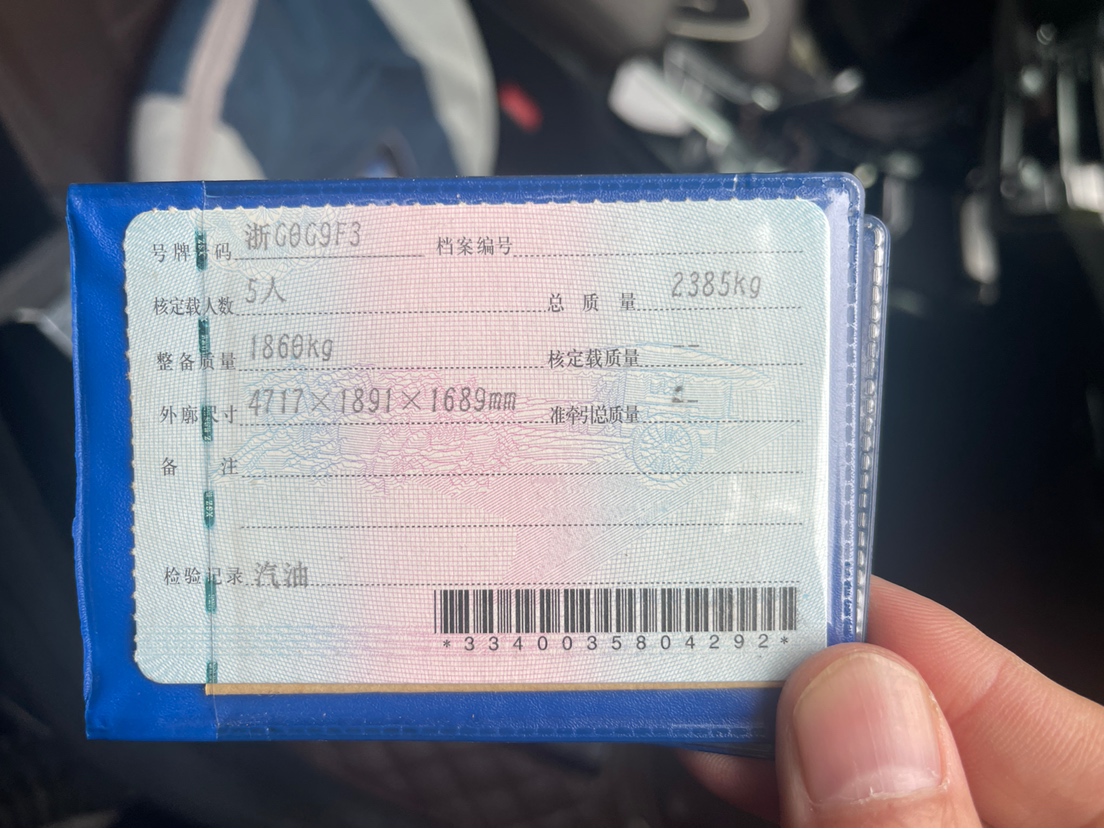 号牌号码 浙G0G9F3 档案编号
核定载人数 5人 总质量 2385kg
整备质量 1860kg 核定载质量 --
外廓尺寸 4717×1891×1689mm 准牵引总质量 --
备注
检验记录 汽油
*3340035804292*